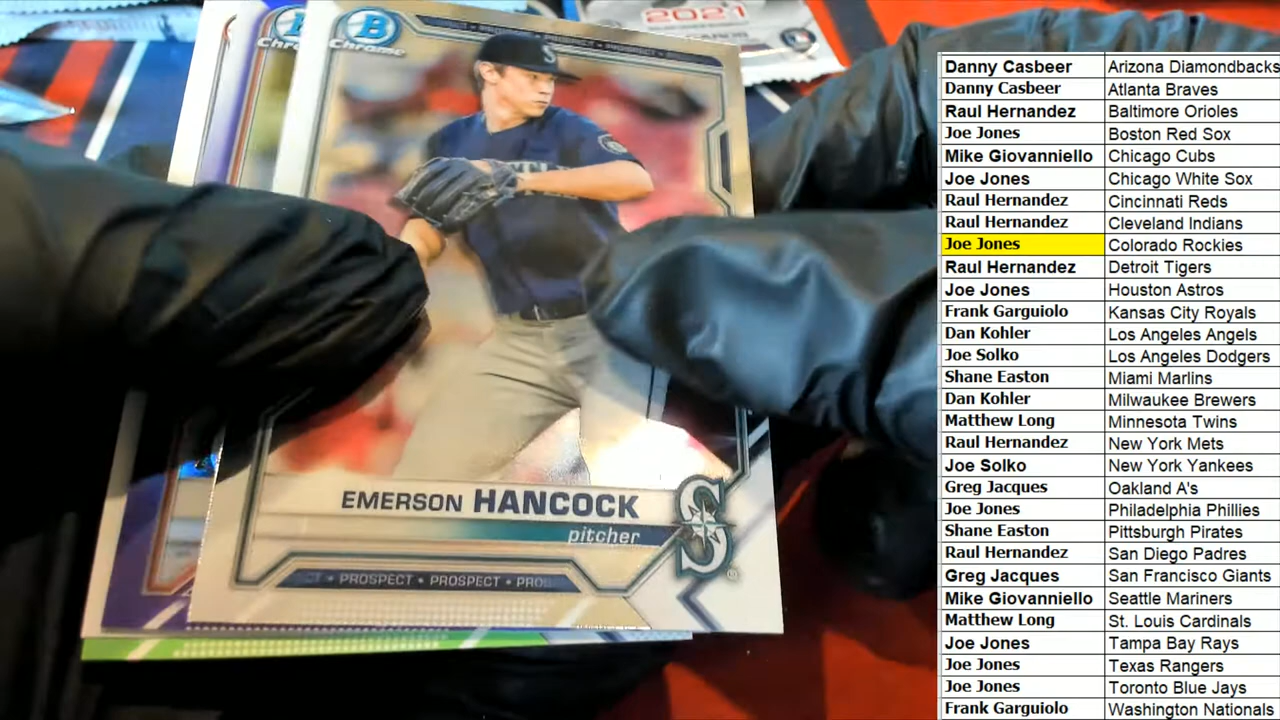 2021
CARDS
B
Chrome
B
Chrome
PROSPECT • PROSPECT
S
EMERSON HANCOCK
pitcher
S
• PROSPECT • PROSPECT •
Danny Casbeer Arizona Diamondbacks
Danny Casbeer Atlanta Braves
Raul Hernandez Baltimore Orioles
Joe Jones Boston Red Sox
Mike Giovanniello Chicago Cubs
Joe Jones Chicago White Sox
Raul Hernandez Cincinnati Reds
Raul Hernandez Cleveland Indians
Joe Jones Colorado Rockies
Raul Hernandez Detroit Tigers
Joe Jones Houston Astros
Frank Garguiolo Kansas City Royals
Dan Kohler Los Angeles Angels
Joe Solko Los Angeles Dodgers
Shane Easton Miami Marlins
Dan Kohler Milwaukee Brewers
Matthew Long Minnesota Twins
Raul Hernandez New York Mets
Joe Solko New York Yankees
Greg Jacques Oakland A's
Joe Jones Philadelphia Phillies
Shane Easton Pittsburgh Pirates
Raul Hernandez San Diego Padres
Greg Jacques San Francisco Giants
Mike Giovanniello Seattle Mariners
Matthew Long St. Louis Cardinals
Joe Jones Tampa Bay Rays
Joe Jones Texas Rangers
Joe Jones Toronto Blue Jays
Frank Garguiolo Washington Nationals